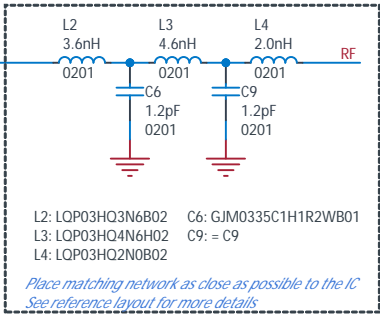 L2 L3 L4
3.6nH 4.6nH 2.0nH
RF
0201 0201 0201
C6 C9
1.2pF 1.2pF
0201 0201
L2: LQP03HQ3N6B02 C6: GJM0335C1H1R2WB01
L3: LQP03HQ4N6H02 C9: = C9
L4: LQP03HQ2N0B02
Place matching network as close as possible to the IC
See reference layout for more details